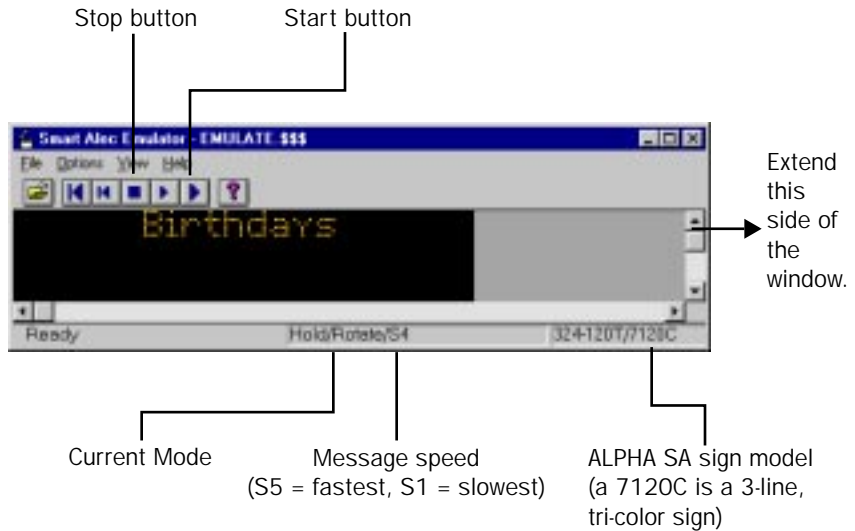 Stop button
Start button
Smart Alec Emulator - EMULATE.$$$
File Options View Help
Birthdays
Extend
this
side of
the
window.
Ready
Hold/Rotate/S4
324-120T/7120C
Current Mode
Message speed
(S5 = fastest, S1 = slowest)
ALPHA SA sign model
(a 7120C is a 3-line,
tri-color sign)